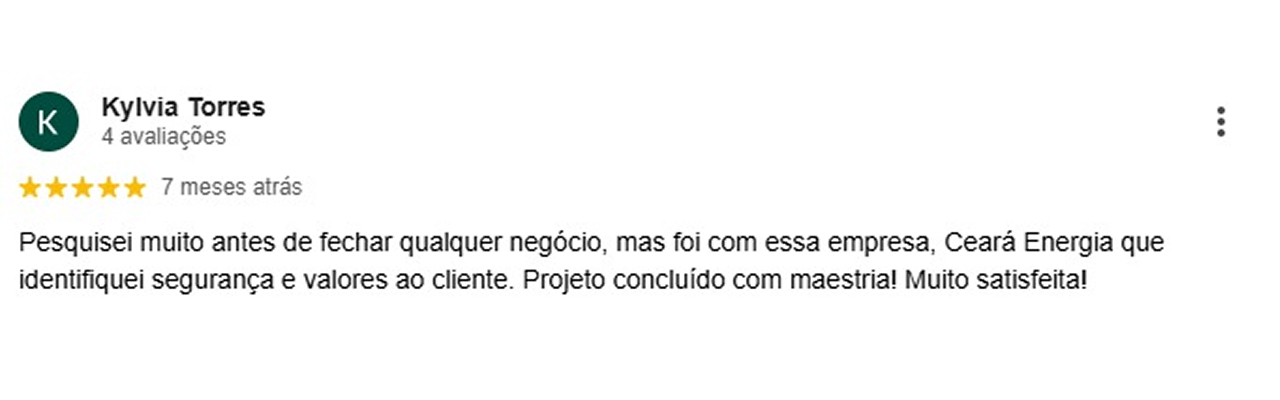 K
Kylvia Torres
4 avaliações
7 meses atrás
Pesquisei muito antes de fechar qualquer negócio, mas foi com essa empresa, Ceará Energia que
identifiquei segurança e valores ao cliente. Projeto concluído com maestria! Muito satisfeita!